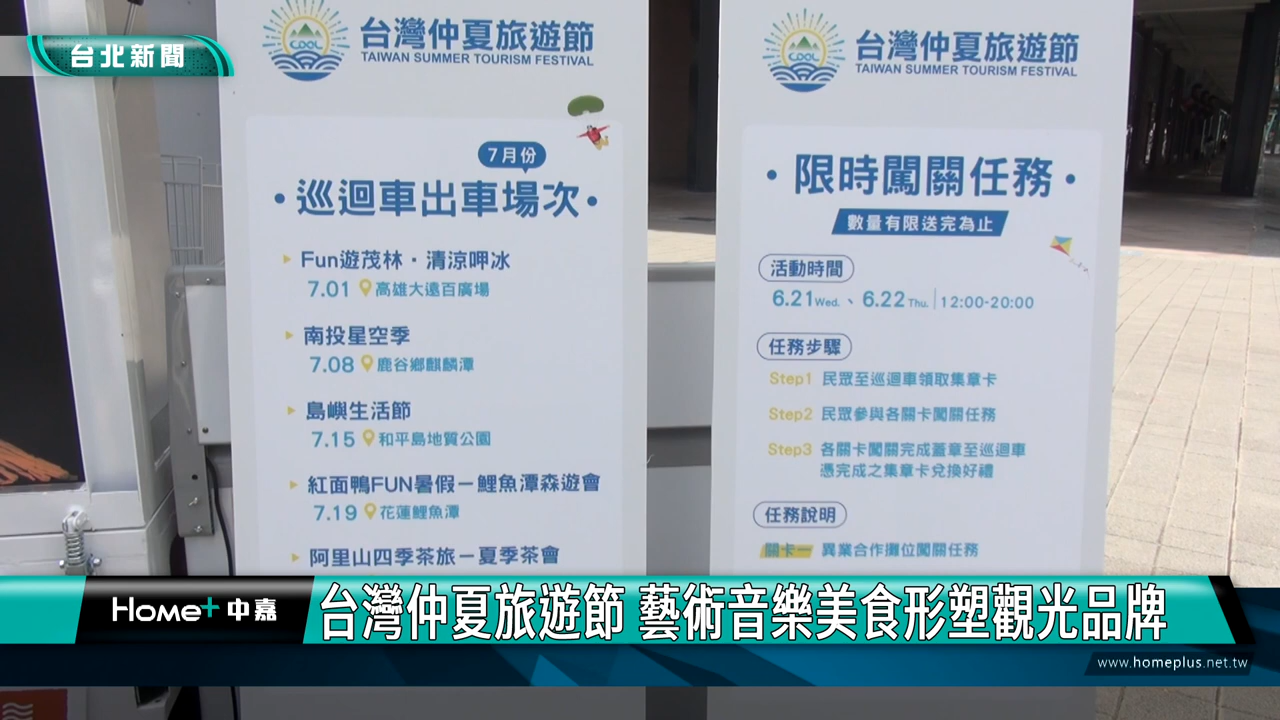 台北新聞
COOL
台灣仲夏旅遊節
TAIWAN SUMMER TOURISM FESTIVAL
7月份
•巡迴車出車場次•
Fun遊茂林・清涼呷冰
7.01 高雄大遠百廣場
南投星空季
7.08 鹿谷鄉麒麟潭
島嶼生活節
7.15 和平島地質公園
紅面鴨FUN暑假－鯉魚潭森遊會
7.19 花蓮鯉魚潭
阿里山四季茶旅－夏季茶會
COOL
台灣仲夏旅遊節
TAIWAN SUMMER TOURISM FESTIVAL
•限時闖關任務•
數量有限送完為止
活動時間
6.21Wed.、6.22Thu.|12:00-20:00
任務步驟
Step1 民眾至巡迴車領取集章卡
Step2 民眾參與各關卡闖關任務
Step3 各關卡闖關完成蓋章至巡迴車
憑完成之集章卡兌換好禮
任務說明
關卡一 異業合作攤位闖關任務
Home+中嘉
台灣仲夏旅遊節 藝術音樂美食形塑觀光品牌
www.homeplus.net.tw